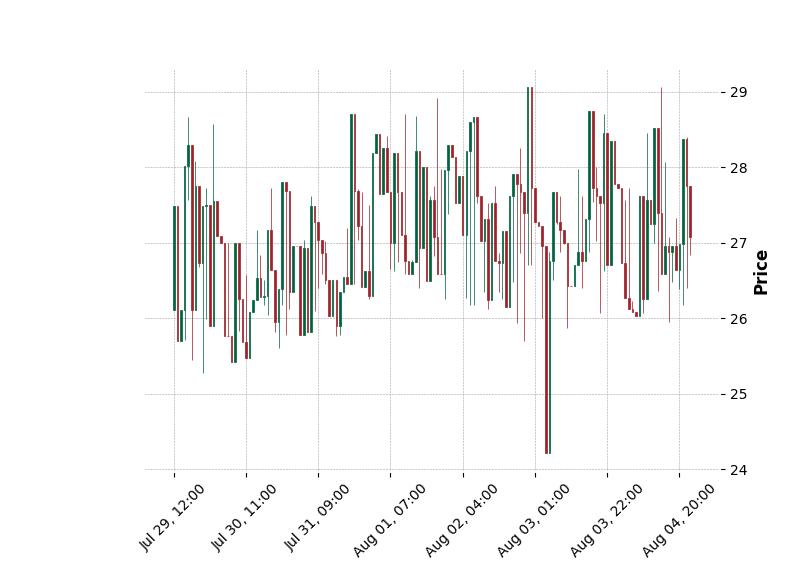 29
28
27
26
25
24
Price
Jul 29, 12:00
Jul 30, 11:00
Jul 31, 09:00
Aug 01, 07:00
Aug 02, 04:00
Aug 03, 01:00
Aug 03, 22:00
Aug 04, 20:00